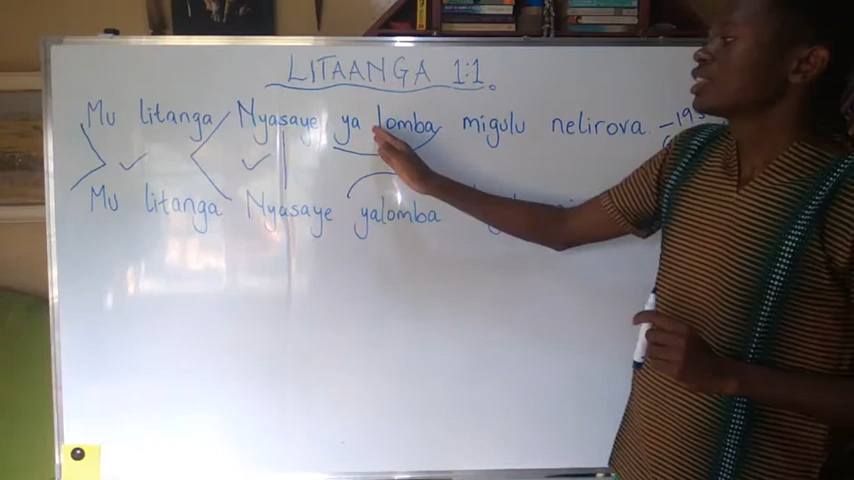 LITAANGA 1:1.
Mu litanga Nyasaye ya lomba migulu nelirova.
Mu litanga Nyasaye yalomba